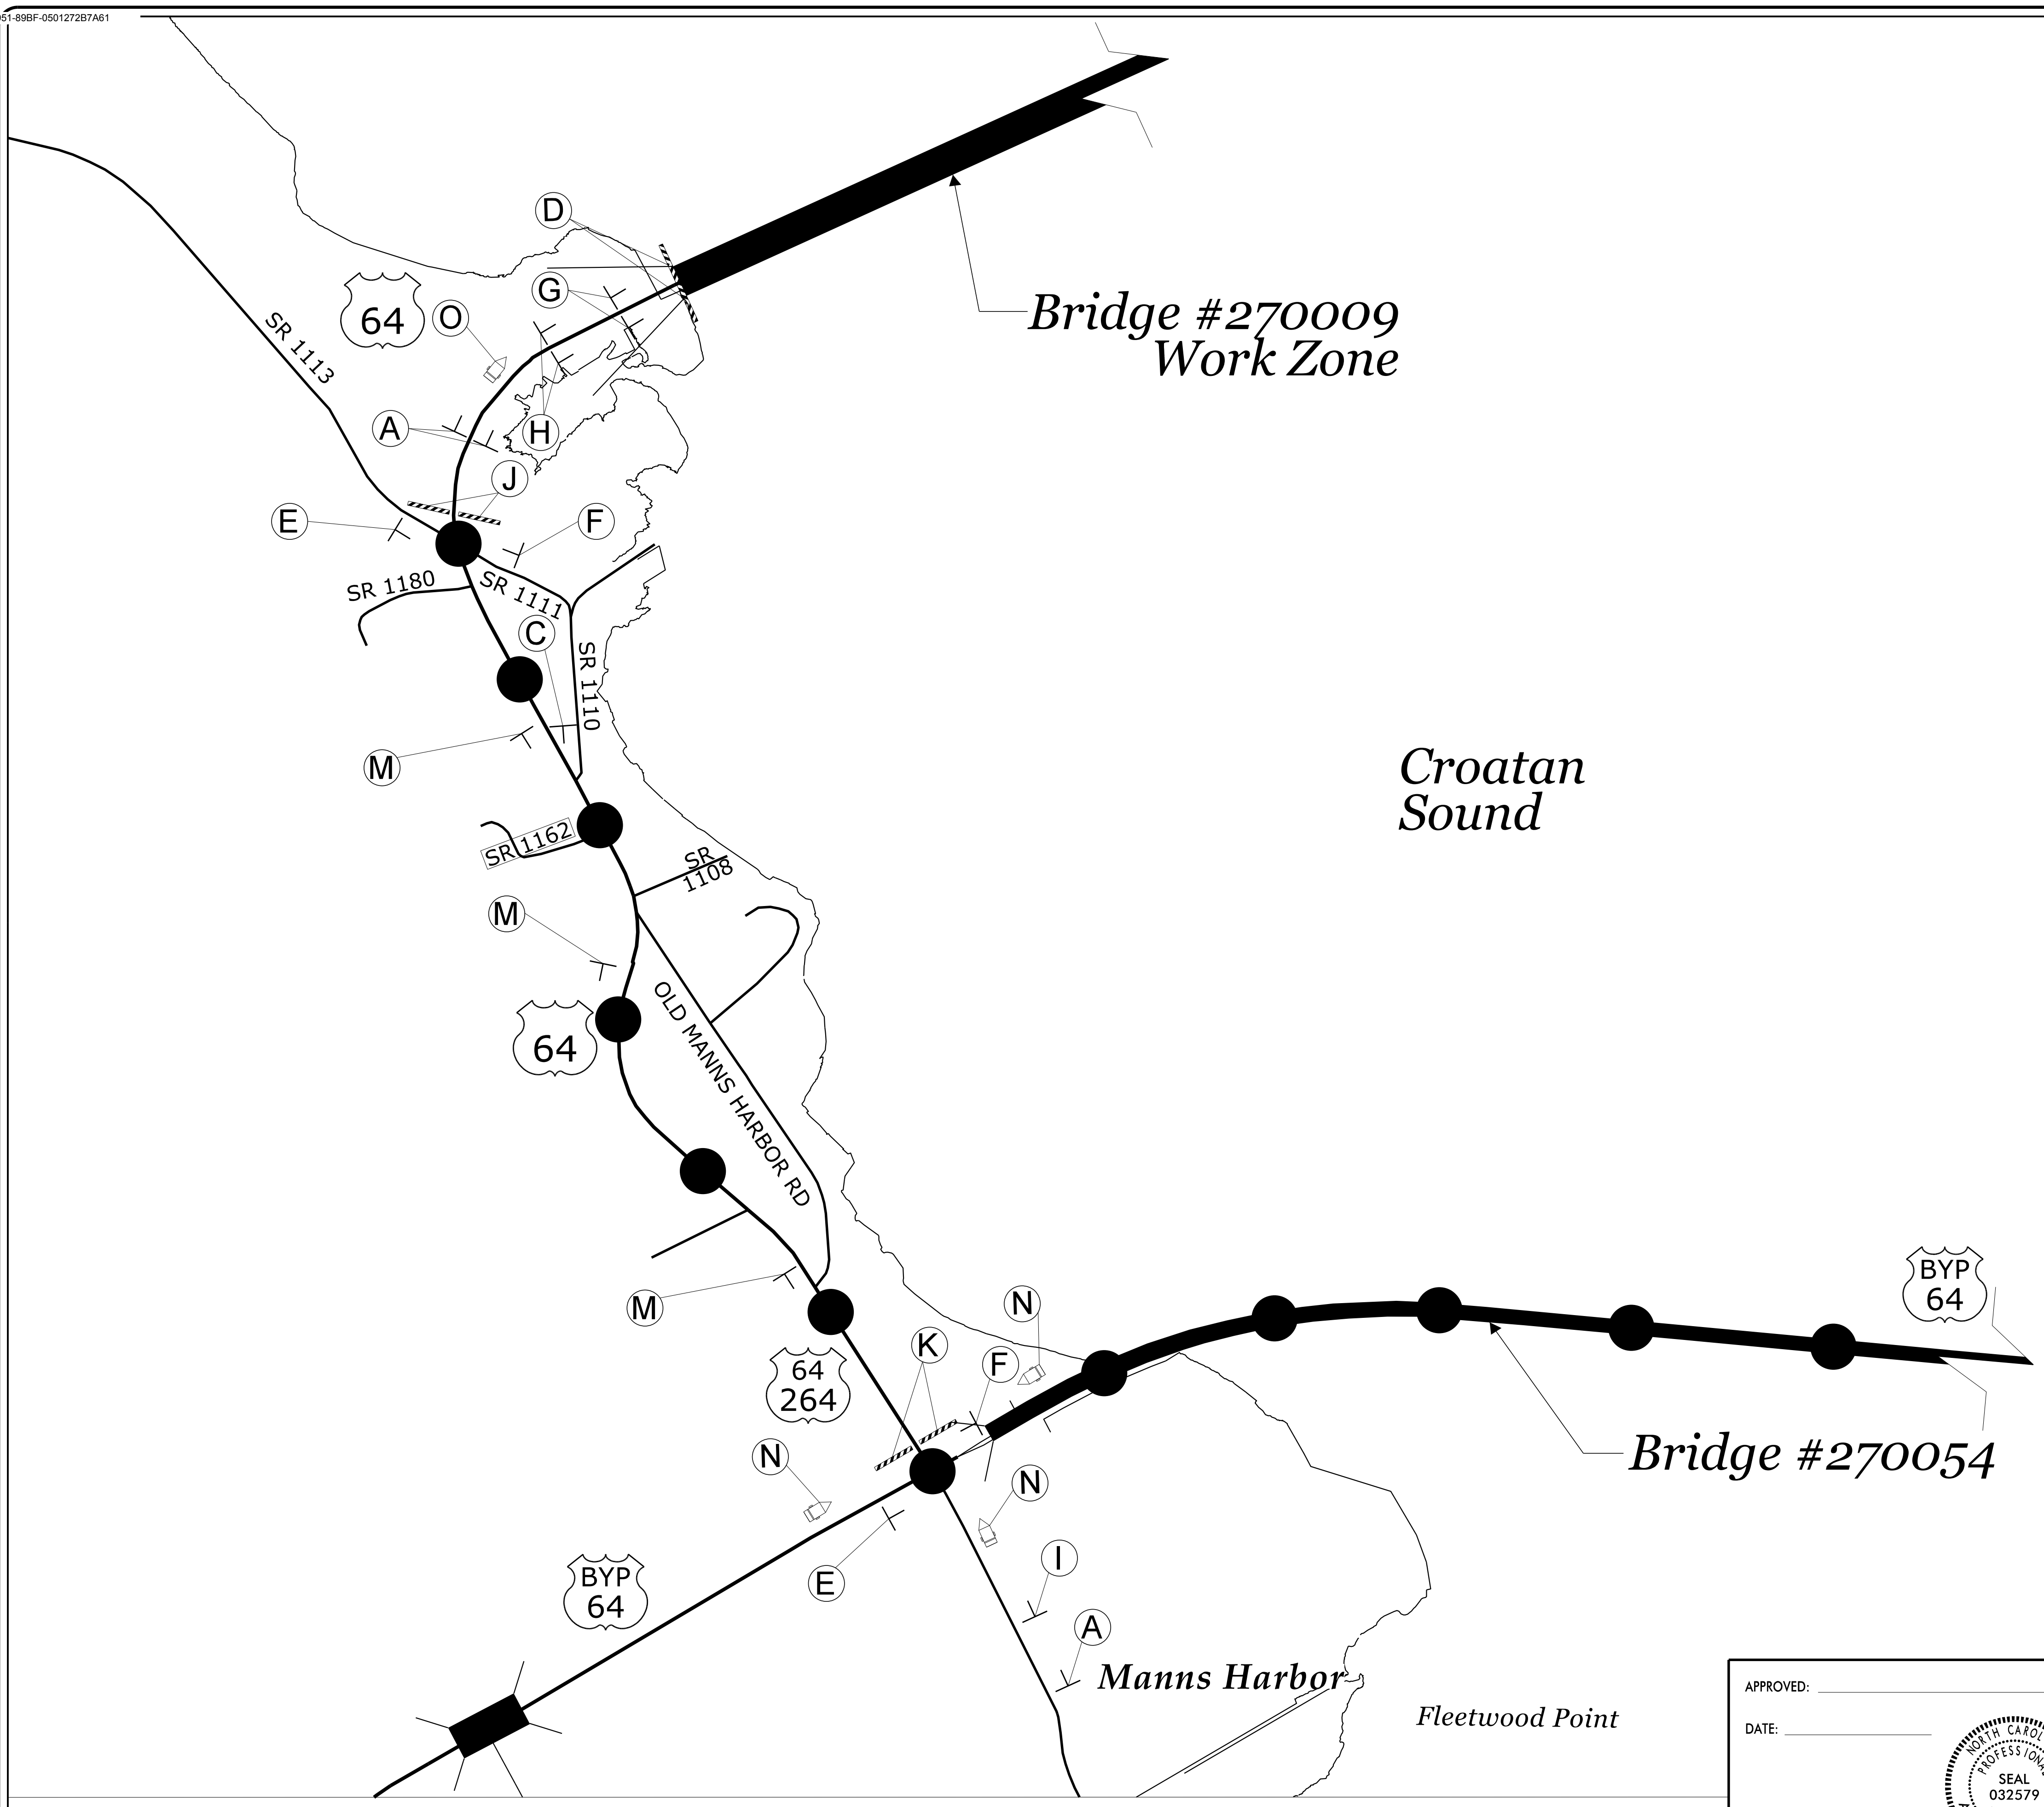 051-89BF-0501272B7A61
D
64
G
O
Bridge #270009
Work Zone
SR 1113
A
H
J
E
F
SR 1180
SR 1111
C
SR 1110
M
Croatan
Sound
SR 1162
SR
1108
M
64
OLD MANNS HARBOR RD
M
N
BYP
64
K
F
64
264
N
Bridge #270054
N
E
I
BYP
64
A
Manns Harbor
Fleetwood Point
APPROVED:
DATE:
NORTH
SEAL
032579